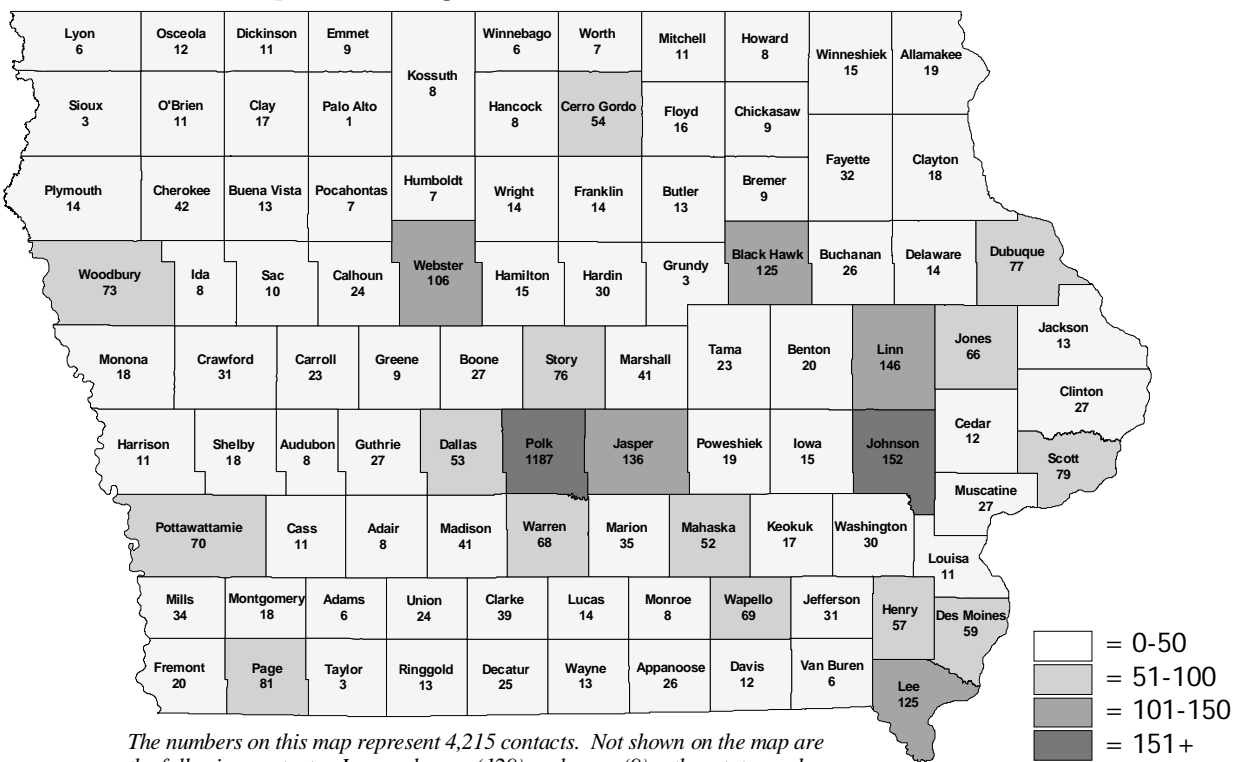 Lyon
6
Osceola
12
Dickinson
11
Emmet
9
Kossuth
8
Winnebago
6
Worth
7
Mitchell
11
Howard
8
Winneshiek
15
Allamakee
19
Sioux
3
O'Brien
11
Clay
17
Palo Alto
1
Hancock
8
Cerro Gordo
54
Floyd
16
Chickasaw
9
Fayette
32
Clayton
18
Plymouth
14
Cherokee
42
Buena Vista
13
Pocahontas
7
Humboldt
7
Wright
14
Franklin
14
Butler
13
Bremer
9
Woodbury
73
Ida
8
Sac
10
Calhoun
24
Webster
106
Hamilton
15
Hardin
30
Grundy
3
Black Hawk
125
Buchanan
26
Delaware
14
Dubuque
77
Monona
18
Crawford
31
Carroll
23
Greene
9
Boone
27
Story
76
Marshall
41
Tama
23
Benton
20
Linn
146
Jones
66
Jackson
13
Clinton
27
Harrison
11
Shelby
18
Audubon
8
Guthrie
27
Dallas
53
Polk
1187
Jasper
136
Poweshiek
19
Iowa
15
Johnson
152
Cedar
12
Scott
79
Muscatine
27
Pottawattamie
70
Cass
11
Adair
8
Madison
41
Warren
68
Marion
35
Mahaska
52
Keokuk
17
Washington
30
Louisa
11
Mills
34
Montgomery
18
Adams
6
Union
24
Clarke
39
Lucas
14
Monroe
8
Wapello
69
Jefferson
31
Henry
57
Des Moines
59
Fremont
20
Page
81
Taylor
3
Ringgold
13
Decatur
25
Wayne
13
Appanoose
26
Davis
12
Van Buren
6
Lee
125
= 0-50
= 51-100
= 101-150
= 151+
The numbers on this map represent 4,215 contacts. Not shown on the map are